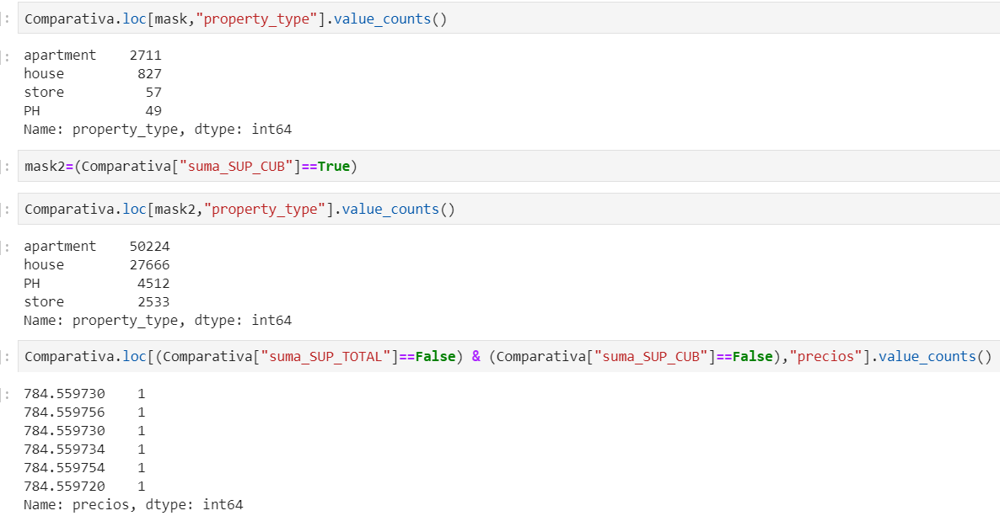 ]: Comparativa.loc[mask,"property_type"].value_counts()
]: apartment    2711
house         827
store          57
PH             49
Name: property_type, dtype: int64
]: mask2=(Comparativa["suma_SUP_CUB"]==True)
]: Comparativa.loc[mask2,"property_type"].value_counts()
]: apartment    50224
house        27666
PH            4512
store         2533
Name: property_type, dtype: int64
]: Comparativa.loc[(Comparativa["suma_SUP_TOTAL"]==False) & (Comparativa["suma_SUP_CUB"]==False),"precios"].value_counts()
]: 784.559730    1
784.559756    1
784.559730    1
784.559734    1
784.559754    1
784.559720    1
Name: precios, dtype: int64